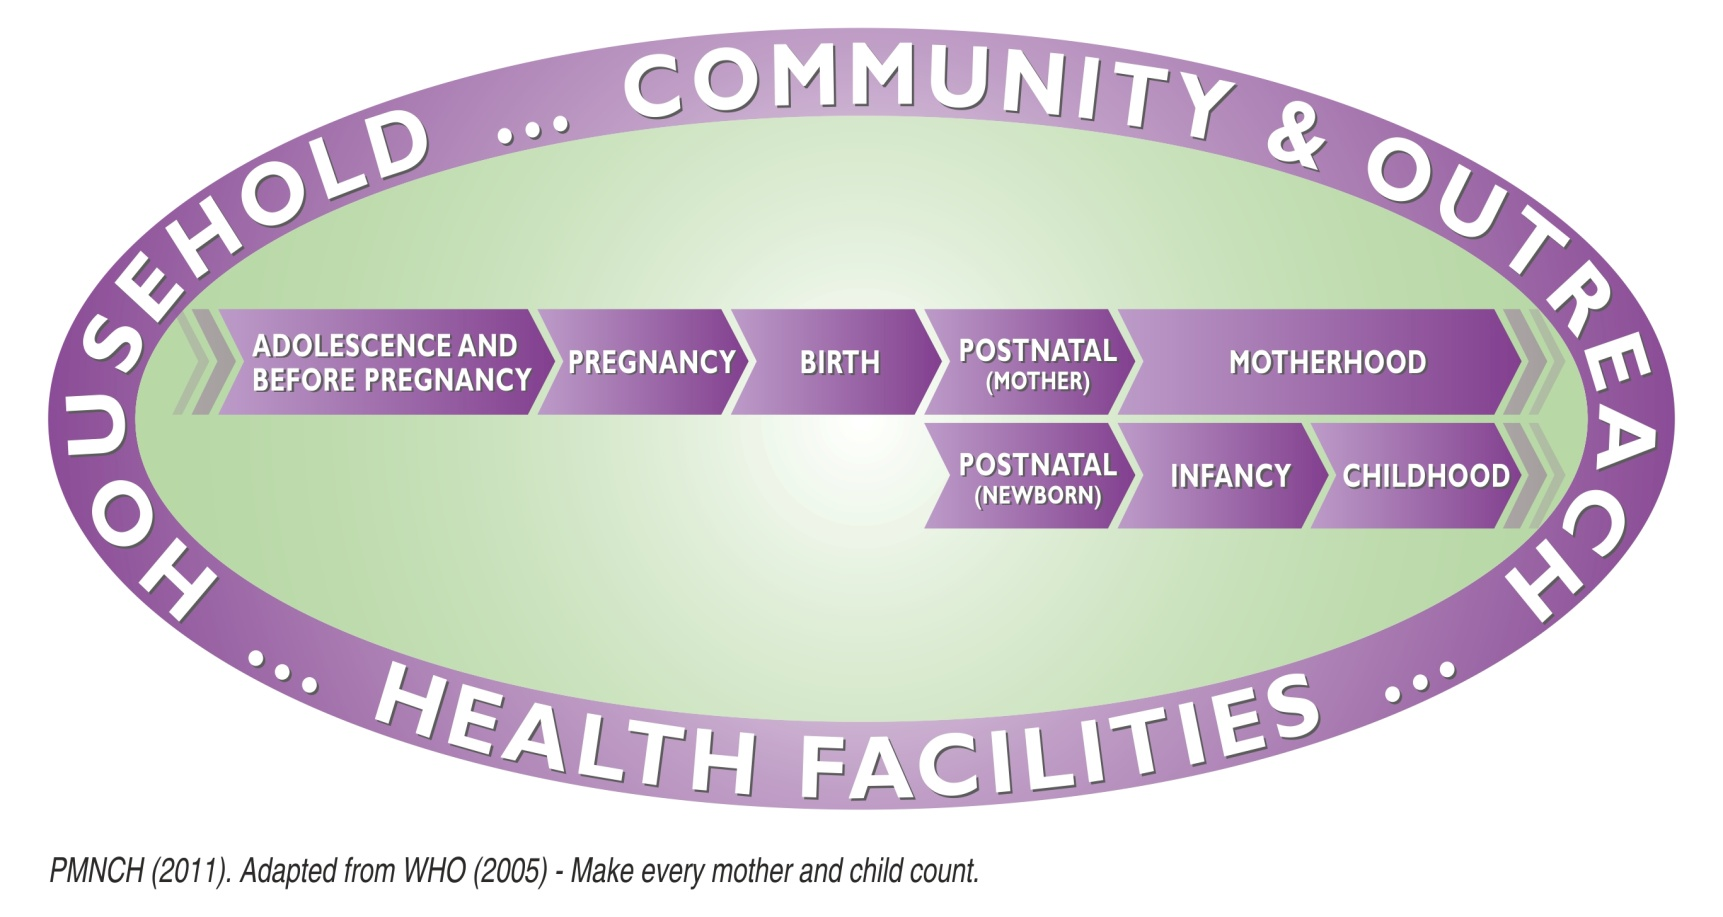 HOUSEHOLD ... COMMUNITY & OUTREACH
ADOLESCENCE AND
BEFORE PREGNANCY
PREGNANCY
BIRTH
POSTNATAL
(MOTHER)
MOTHERHOOD
POSTNATAL
(NEWBORN)
INFANCY
CHILDHOOD
... HEALTH FACILITIES ...
PMNCH (2011). Adapted from WHO (2005) - Make every mother and child count.